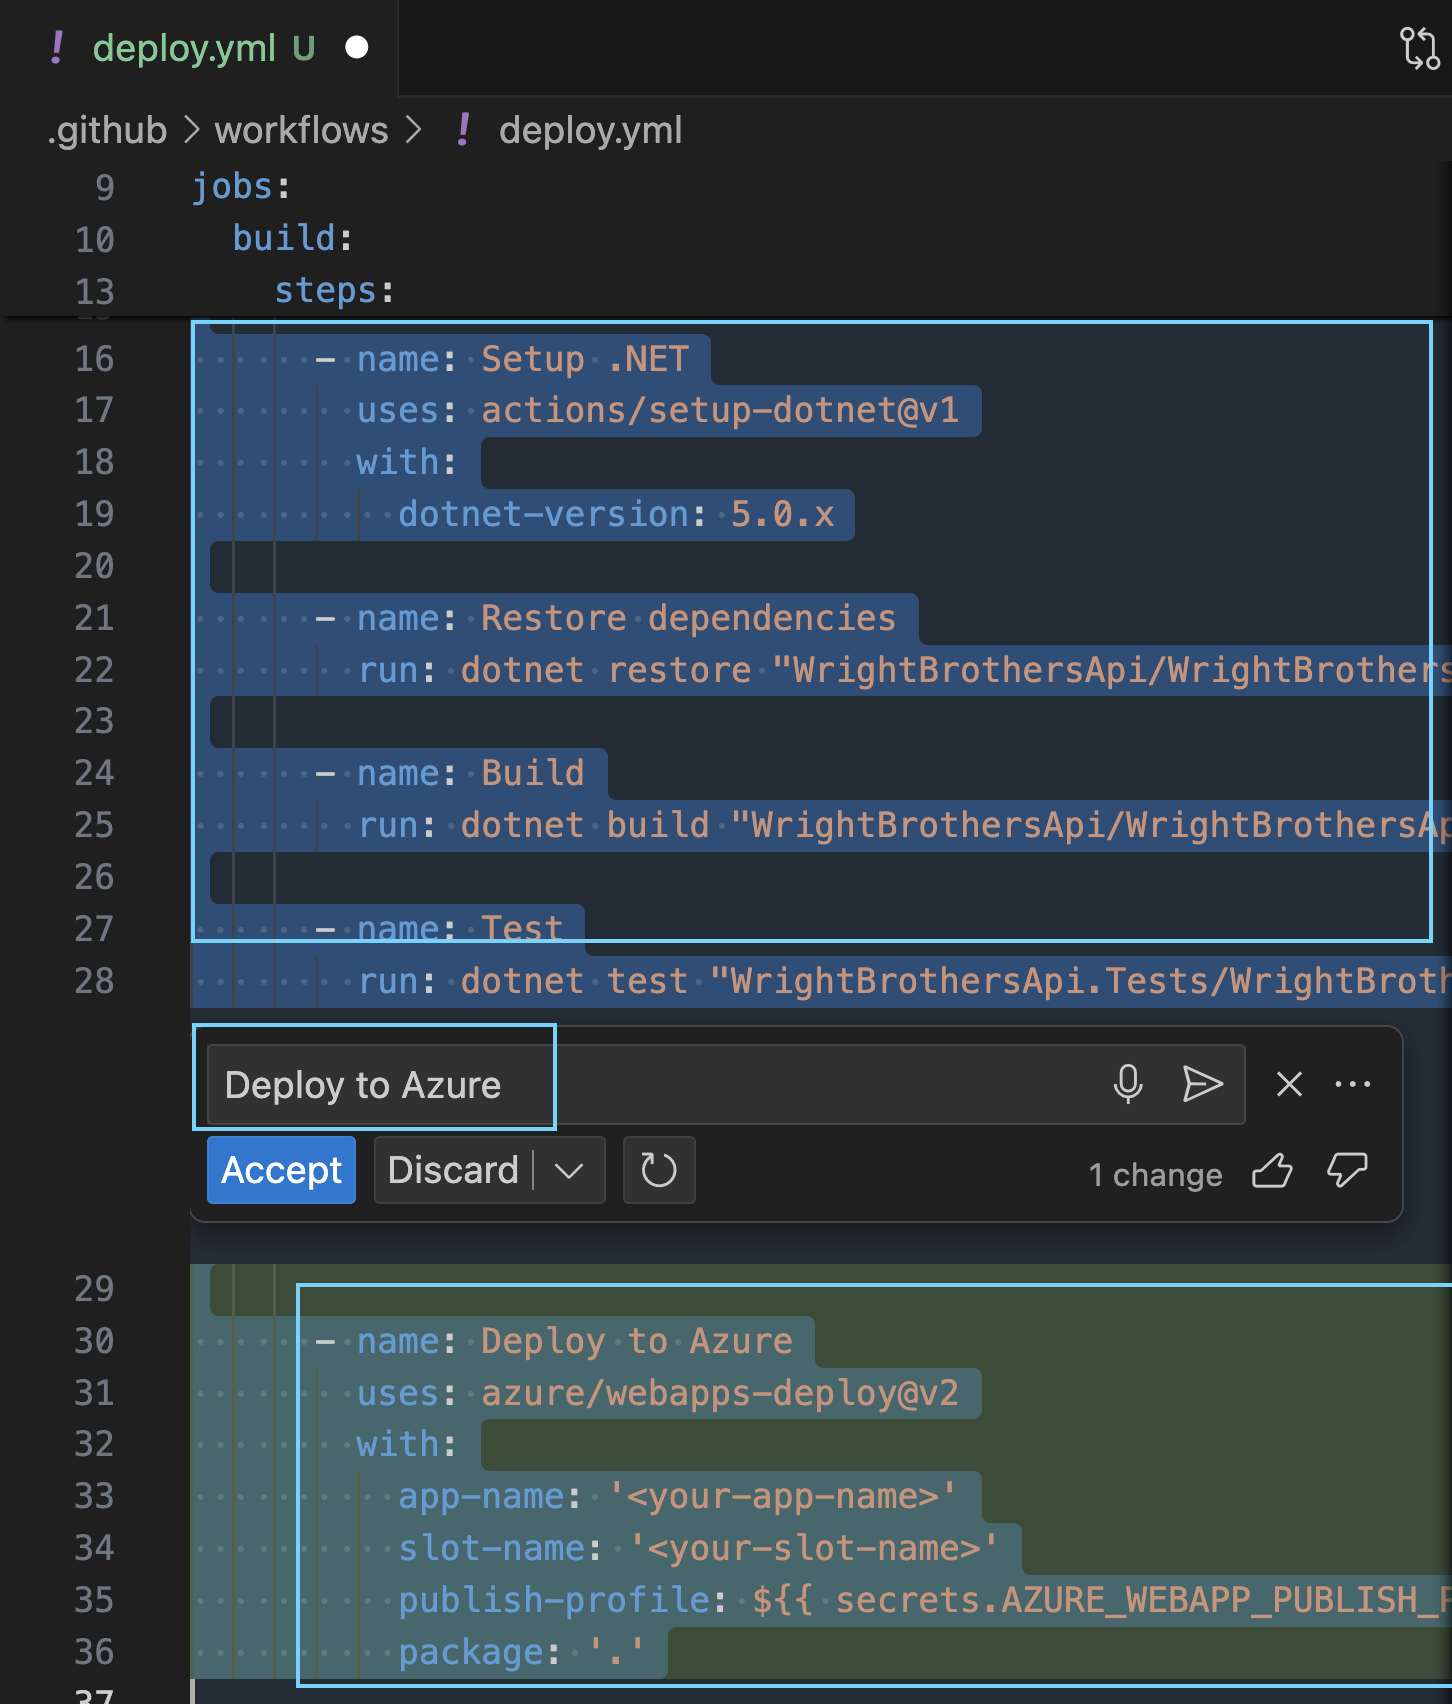 ! deploy.yml U
.github > workflows > ! deploy.yml
9 jobs:
10 build:
13 steps:
16 - name: Setup .NET
17 uses: actions/setup-dotnet@v1
18 with:
19 dotnet-version: 5.0.x
20
21 - name: Restore dependencies
22 run: dotnet restore "WrightBrothersApi/WrightBrothers
23
24 - name: Build
25 run: dotnet build "WrightBrothersApi/WrightBrothersAp
26
27 - name: Test
28 run: dotnet test "WrightBrothersApi.Tests/WrightBroth
Deploy to Azure
Accept Discard 1 change
29
30 - name: Deploy to Azure
31 uses: azure/webapps-deploy@v2
32 with:
33 app-name: '<your-app-name>'
34 slot-name: '<your-slot-name>'
35 publish-profile: ${{ secrets.AZURE_WEBAPP_PUBLISH_P
36 package: '.'
37